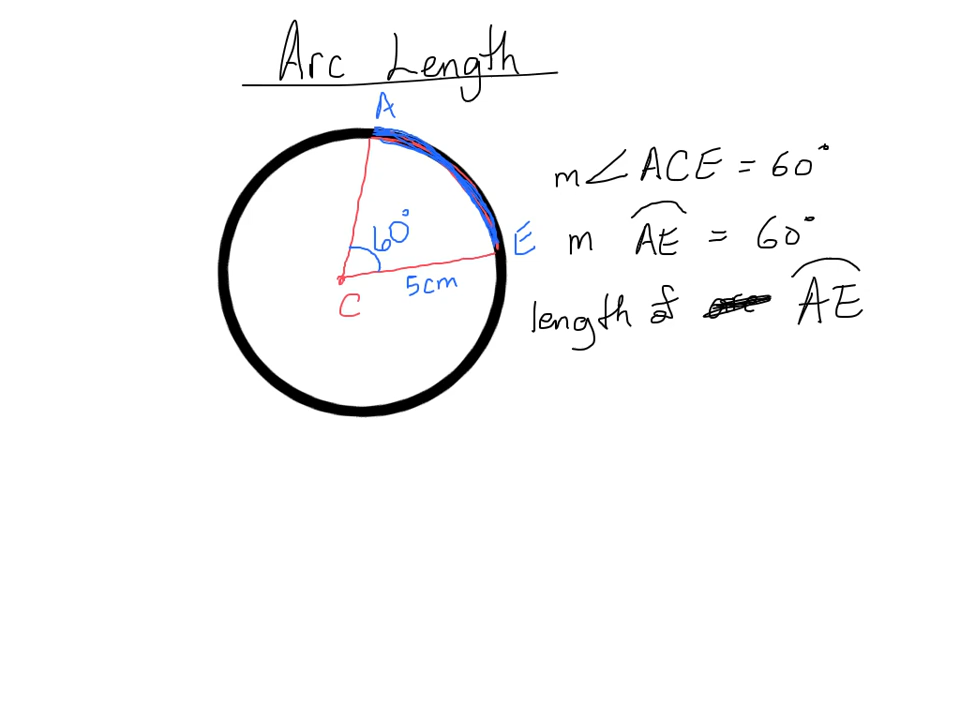 Arc Length
A
m∠ACE = 60°
60°
E
m AE = 60°
5cm
C
length of AE